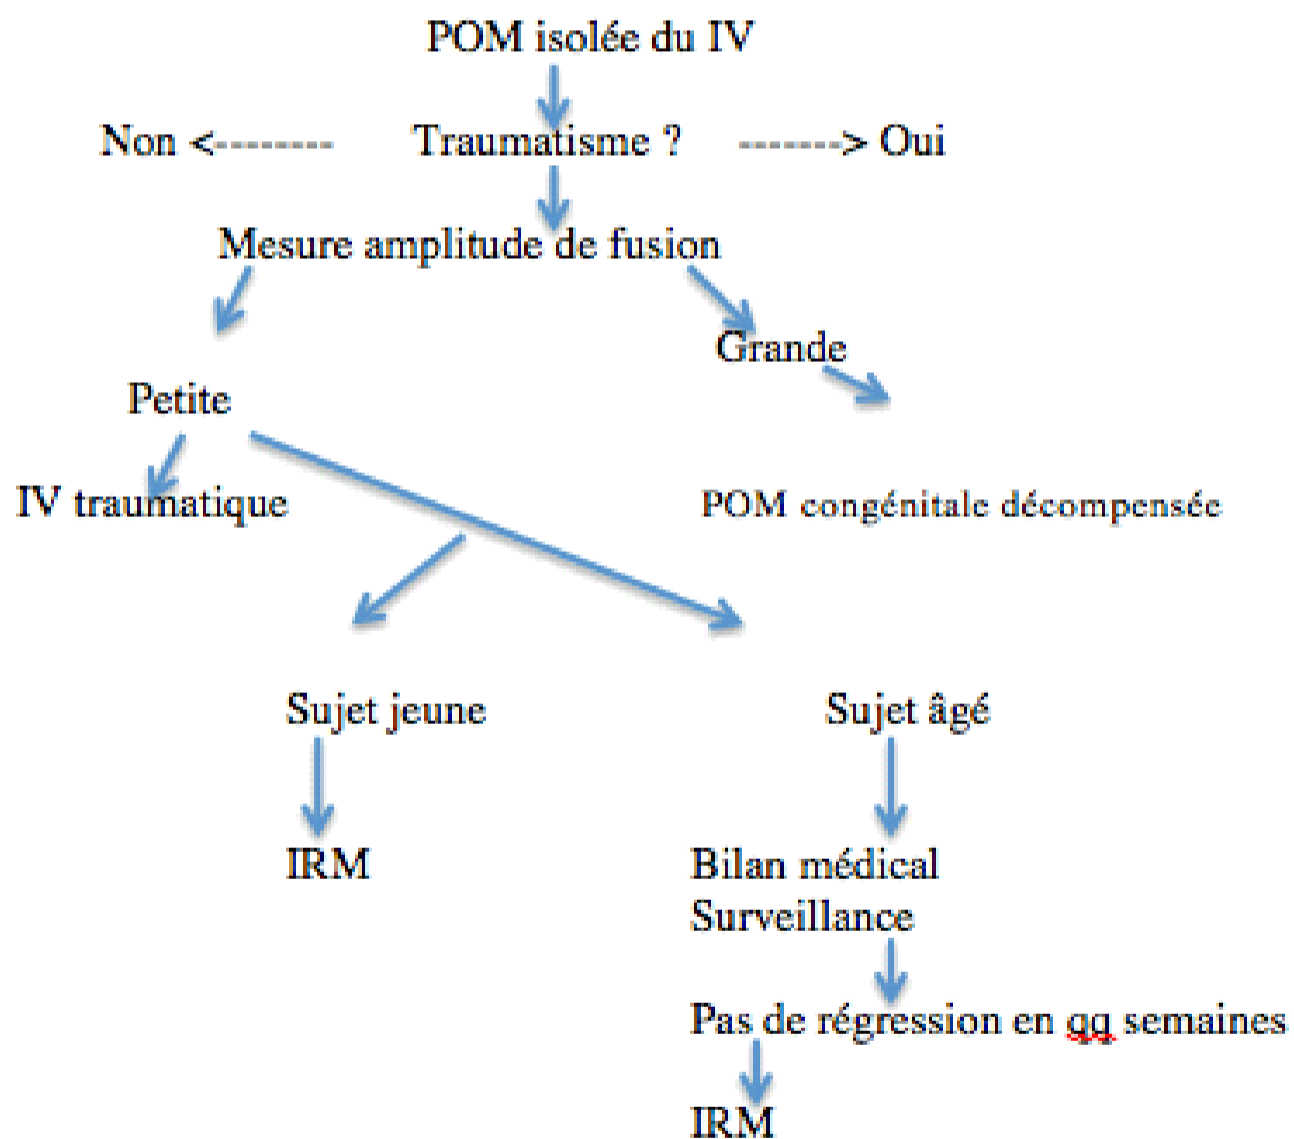 POM isolée du IV
Non <-------- Traumatisme ? -------> Oui
Mesure amplitude de fusion
Grande
Petite
IV traumatique POM congénitale décompensée
Sujet jeune Sujet âgé
IRM Bilan médical
Surveillance
Pas de régression en qq semaines
IRM